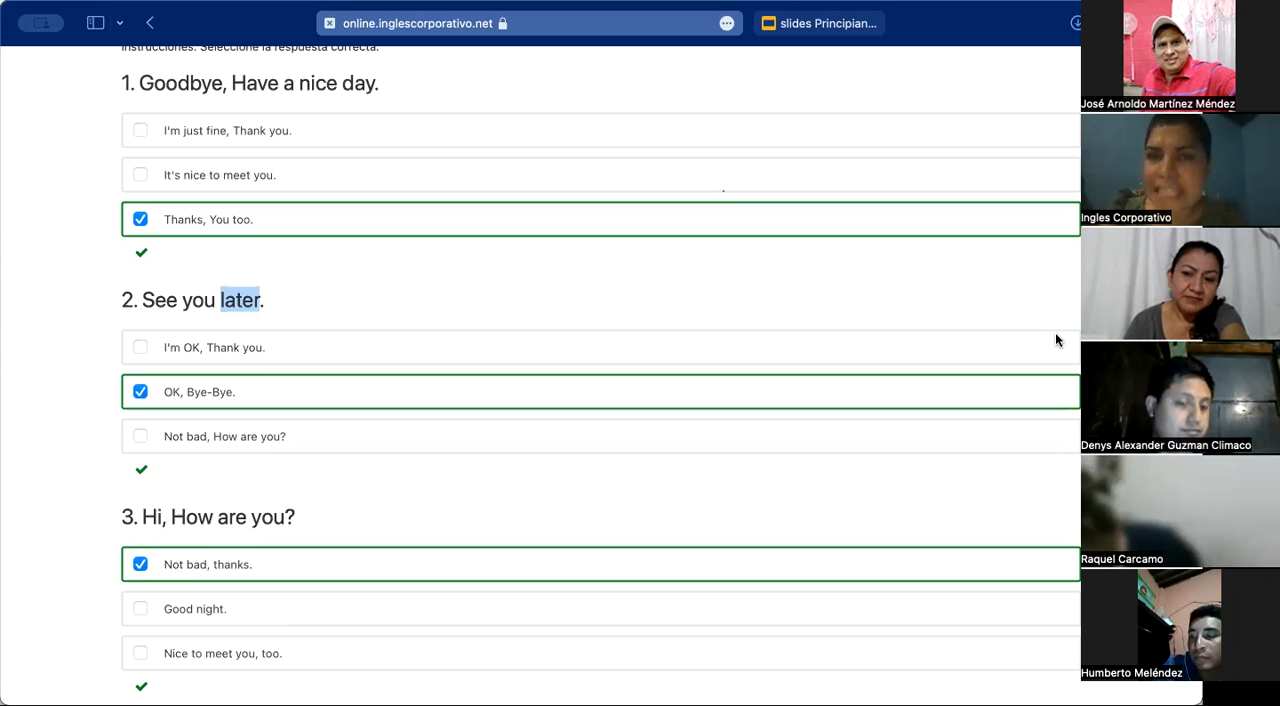 online.inglescorporativo.net
slides Principian...
Instrucciones: Seleccione la respuesta correcta.
1. Goodbye, Have a nice day.
I'm just fine, Thank you.
It's nice to meet you.
Thanks, You too.
2. See you later.
I'm OK, Thank you.
OK, Bye-Bye.
Not bad, How are you?
3. Hi, How are you?
Not bad, thanks.
Good night.
Nice to meet you, too.
José Arnoldo Martínez Méndez
Ingles Corporativo
Denys Alexander Guzman Climaco
Raquel Carcamo
Humberto Meléndez